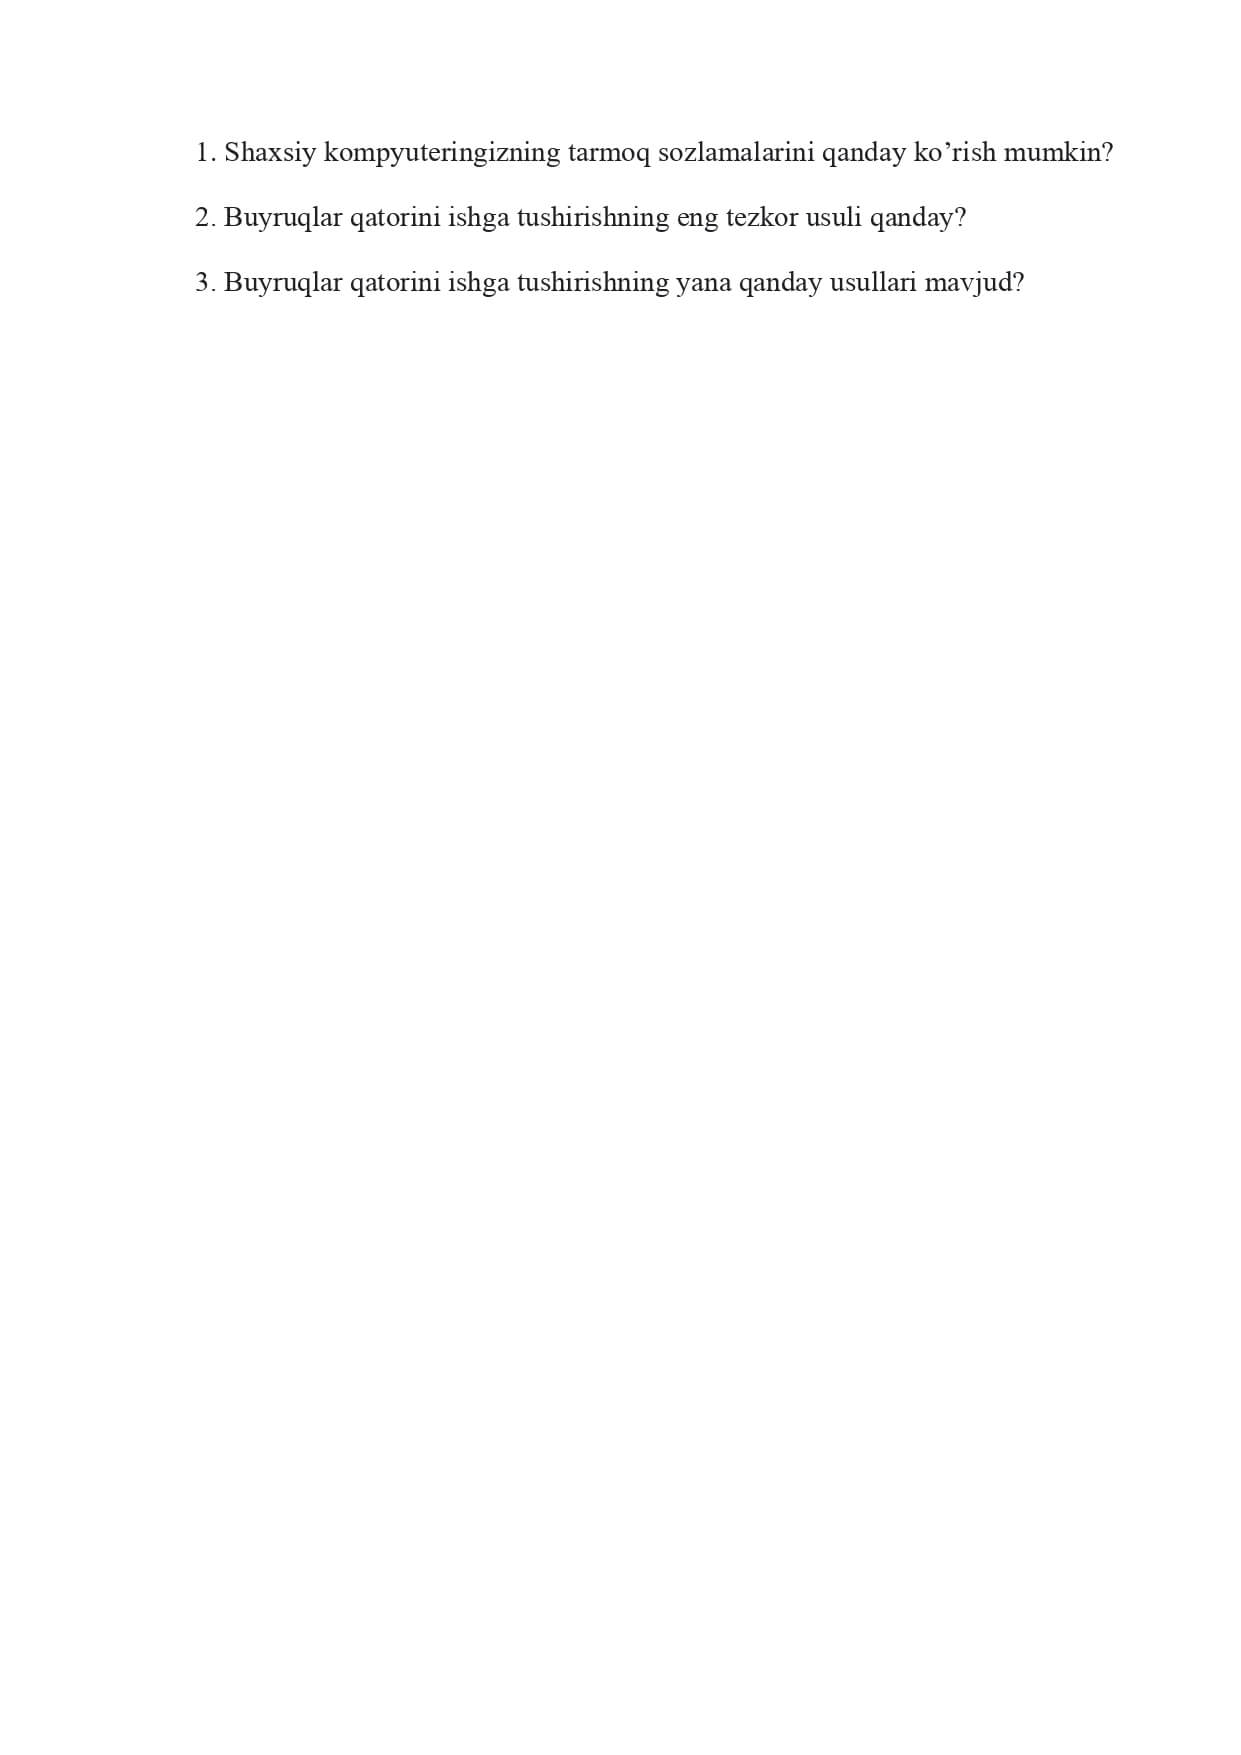 1. Shaxsiy kompyuteringizning tarmoq sozlamalarini qanday ko’rish mumkin?
2. Buyruqlar qatorini ishga tushirishning eng tezkor usuli qanday?
3. Buyruqlar qatorini ishga tushirishning yana qanday usullari mavjud?